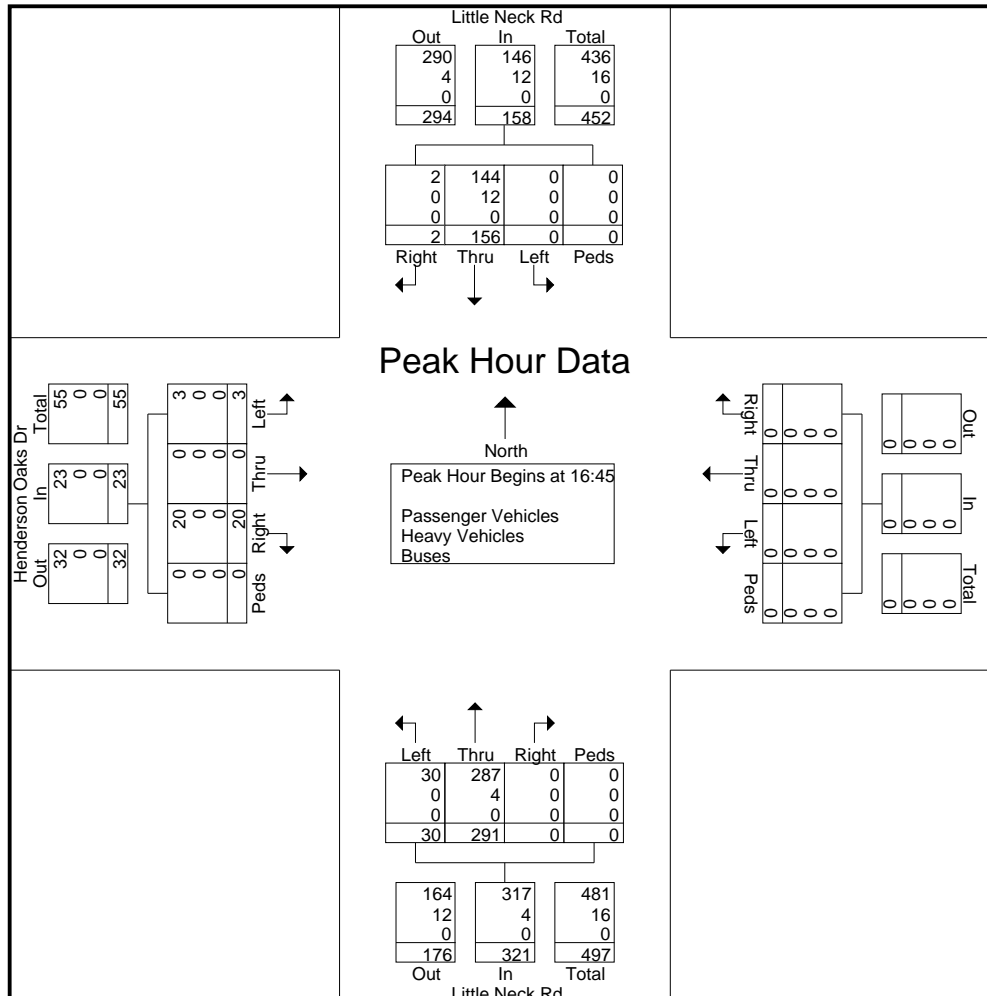 Little Neck Rd
Out In Total
290 146 436
4 12 16
0 0 0
294 158 452
2 144 0 0
0 12 0 0
0 0 0 0
2 156 0 0
Right Thru Left Peds
Peak Hour Data
Henderson Oaks Dr
Total
55 0 0 55
In
23 0 0 23
Out
32 0 0 32
3 0 0 3
Left
0 0 0 0
Thru
20 0 0 20
Right
0 0 0 0
Peds
North
Peak Hour Begins at 16:45
Passenger Vehicles
Heavy Vehicles
Buses
Right
0 0 0 0
Thru
0 0 0 0
Left
0 0 0 0
Peds
0 0 0 0
Out
0 0 0 0
In
0 0 0 0
Total
0 0 0 0
Left Thru Right Peds
30 287 0 0
0 4 0 0
0 0 0 0
30 291 0 0
164 317 481
12 4 16
0 0 0
176 321 497
Out In Total
Little Neck Rd